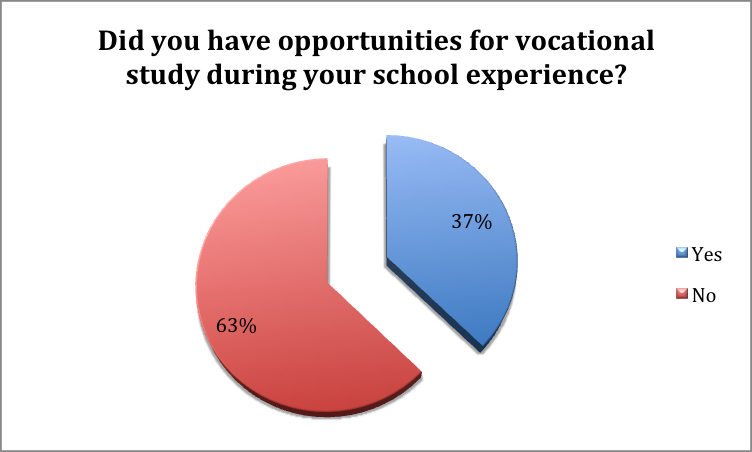 Did you have opportunities for vocational
study during your school experience?
37%
Yes
No
63%